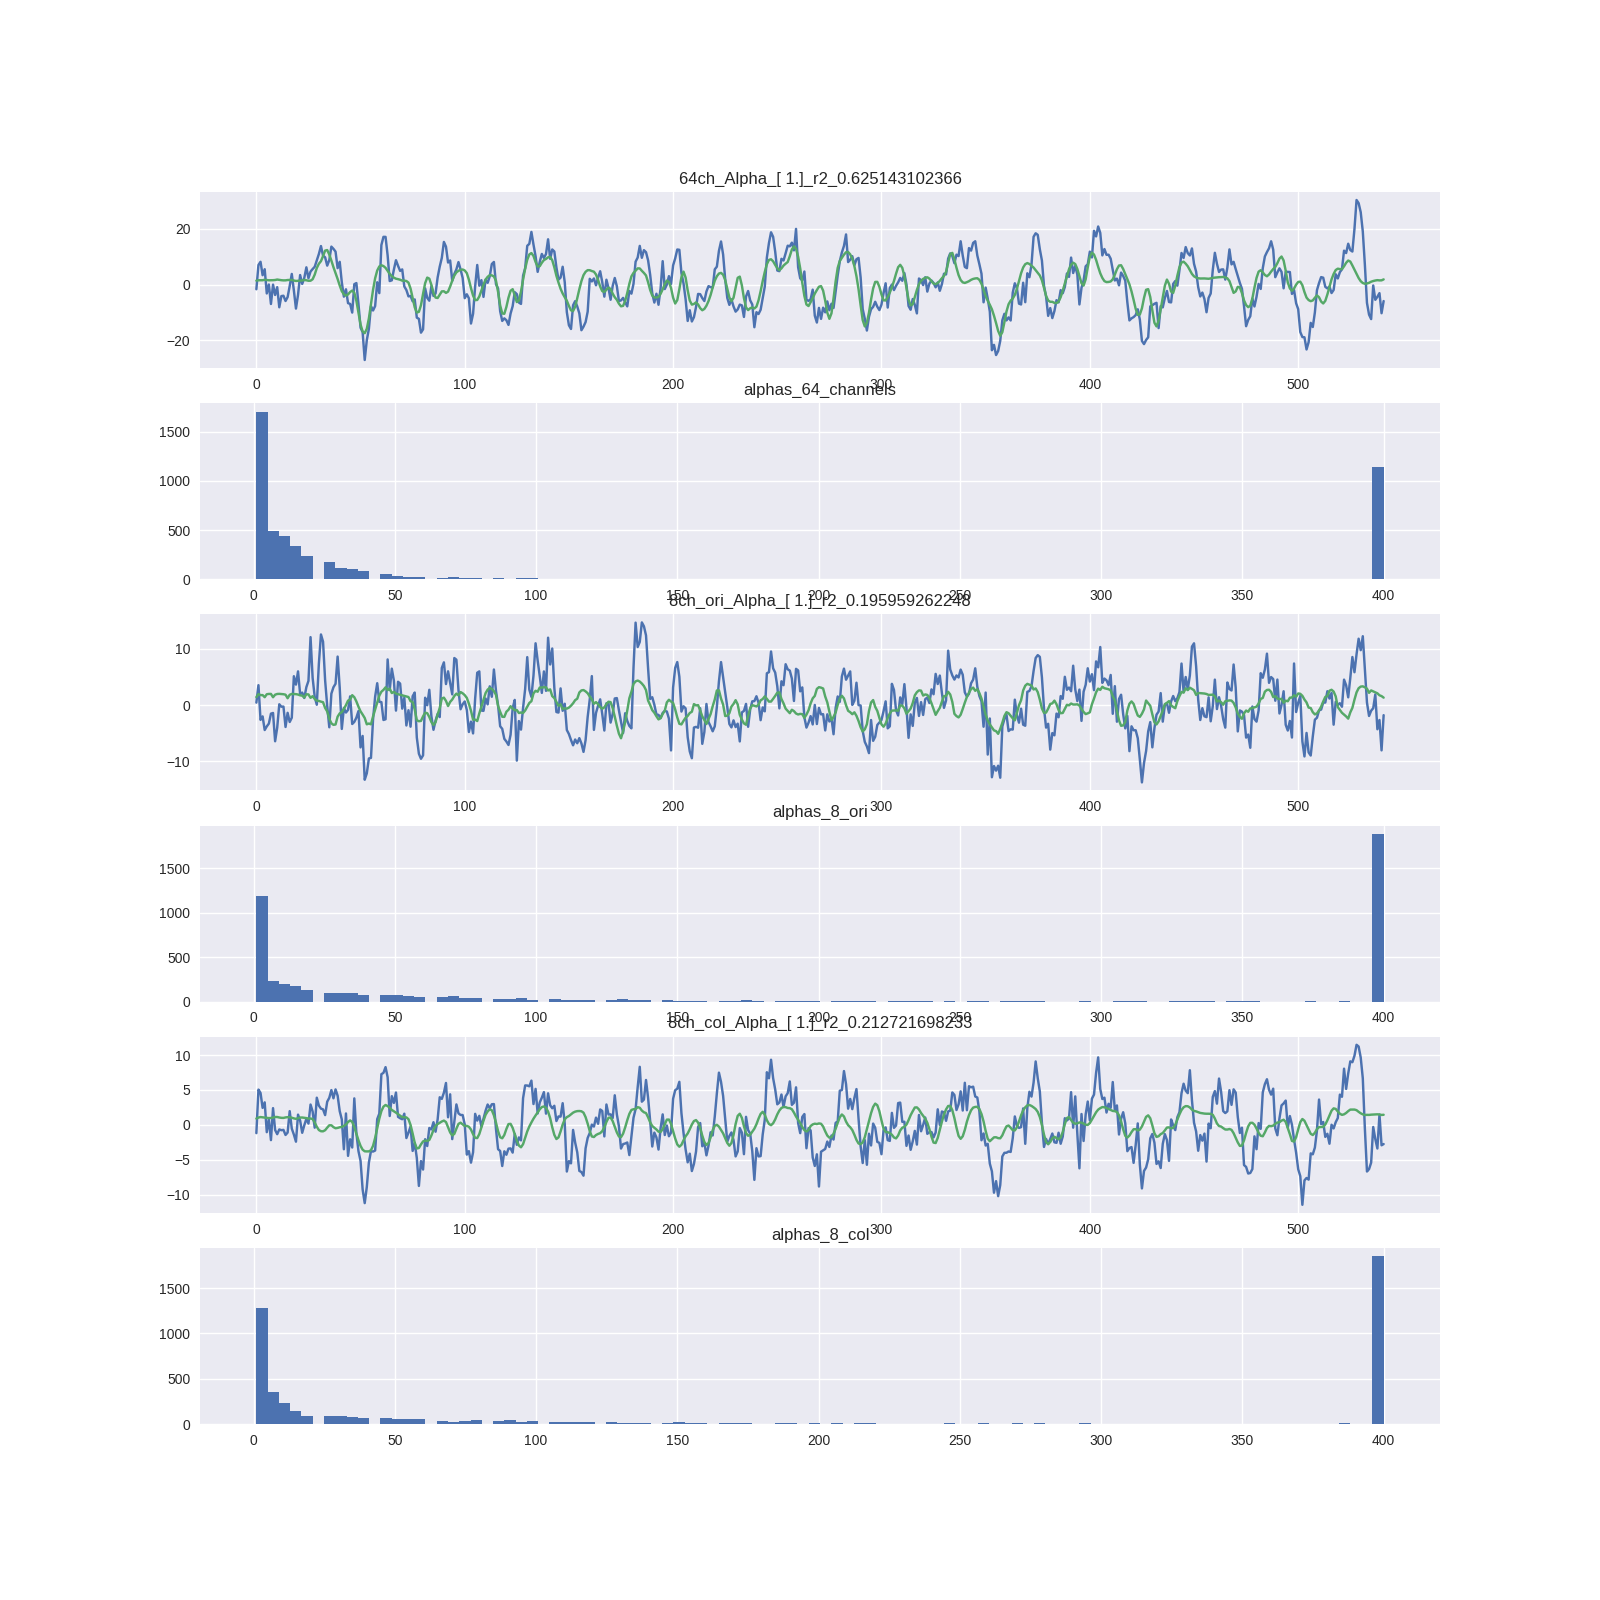 64ch_Alpha_[ 1.]_r2_0.625143102366
20
0
−20
0 100 200 300 400 500
alphas_64_channels
1500
1000
500
0
0 50 100 150 200 250 300 350 400
8ch_ori_Alpha_[ 1.]_r2_0.195959262248
10
0
−10
0 100 200 300 400 500
alphas_8_ori
1500
1000
500
0
0 50 100 150 200 250 300 350 400
8ch_col_Alpha_[ 1.]_r2_0.212721698233
10
5
0
−5
−10
0 100 200 300 400 500
alphas_8_col
1500
1000
500
0
0 50 100 150 200 250 300 350 400